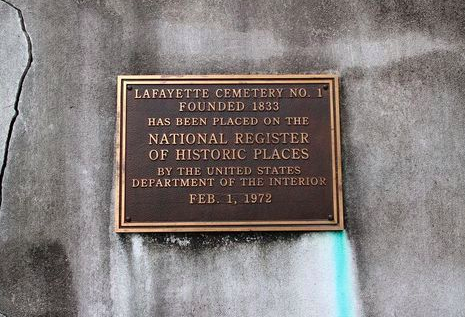 LAFAYETTE CEMETERY NO. 1
FOUNDED 1833
HAS BEEN PLACED ON THE
NATIONAL REGISTER
OF HISTORIC PLACES
BY THE UNITED STATES
DEPARTMENT OF THE INTERIOR
FEB. 1, 1972